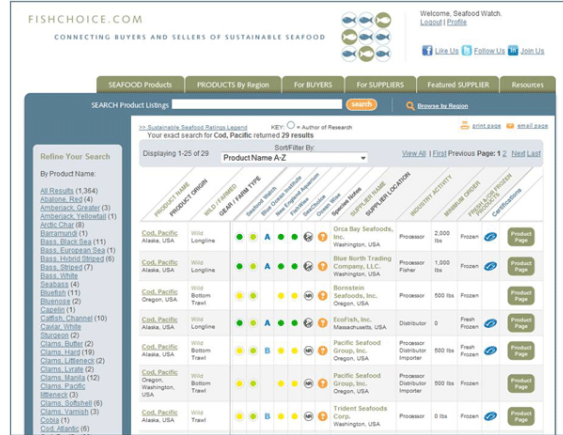 FISHCHOICE.COM
CONNECTING BUYERS AND SELLERS OF SUSTAINABLE SEAFOOD
Welcome, Seafood Watch.
Logout | Profile
Like Us Follow Us Join Us
SEAFOOD Products PRODUCTS By Region For BUYERS For SUPPLIERS Featured SUPPLIER Resources
SEARCH Product Listings search Browse by Region
>> Sustainable Seafood Ratings Legend KEY: = Author of Research print page email page
Your exact search for Cod, Pacific returned 29 results
Displaying 1-25 of 29 Sort/Filter By: Product Name A-Z View All | First Previous Page: 1 2 Next Last
PRODUCT NAME PRODUCT ORIGIN WILD / FARMED GEAR / FARM TYPE Seafood Watch Blue Ocean Institute New England Aquarium FishWise SeaChoice Ocean Wise Species Notes SUPPLIER NAME SUPPLIER LOCATION INDUSTRY ACTIVITY MINIMUM ORDER FRESH &/OR FROZEN PRODUCTS Certifications
Refine Your Search
By Product Name:
All Results (1,364)
Abalone, Red (4)
Amberjack, Greater (3)
Amberjack, Yellowtail (1)
Arctic Char (8)
Barramundi (1)
Bass, Black Sea (11)
Bass, European Sea (1)
Bass, Hybrid Striped (6)
Bass, Striped (7)
Bass, White
Seabass (4)
Bluefish (11)
Bluenose (2)
Capelin (1)
Catfish, Channel (10)
Caviar, White
Sturgeon (2)
Clams, Butter (2)
Clams, Hard (19)
Clams, Littleneck (2)
Clams, Lyrate (2)
Clams, Manila (12)
Clams, Pacific
littleneck (3)
Clams, Softshell (6)
Clams, Varnish (3)
Cobia (1)
Cod, Atlantic (6)
Cod, Pacific Alaska, USA Wild Longline A Orca Bay Seafoods, Inc. Washington, USA Processor 2,000 lbs Frozen Product Page
Cod, Pacific Alaska, USA Wild Longline A Blue North Trading Company, LLC. Washington, USA Processor Fisher 1,000 lbs Frozen Product Page
Cod, Pacific Oregon, USA Wild Bottom Trawl NR Bornstein Seafoods, Inc. Oregon, USA Processor 500 lbs Frozen Product Page
Cod, Pacific Alaska, USA Wild Longline A EcoFish, Inc. Massachusetts, USA Distributor 0 Fresh Frozen Product Page
Cod, Pacific Alaska, USA Wild Bottom Trawl B NR Pacific Seafood Group, Inc. Oregon, USA Processor Distributor Importer 500 lbs Fresh Frozen Product Page
Cod, Pacific Oregon, Washington, USA Wild Bottom Trawl NR Pacific Seafood Group, Inc. Oregon, USA Processor Distributor Importer 500 lbs Frozen Product Page
Cod, Pacific Alaska, USA Wild Trawl B NR Trident Seafoods Corp. Washington, USA Processor 0 lbs Fresh Frozen Product Page